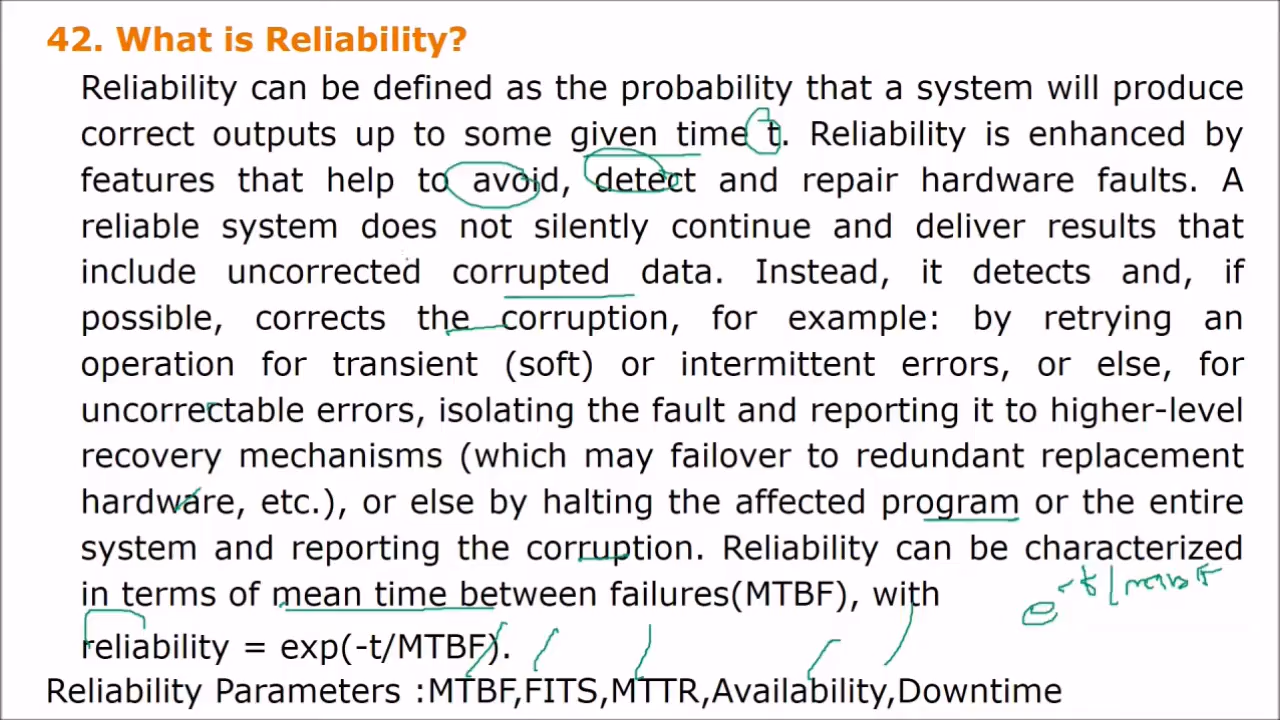 42. What is Reliability?
Reliability can be defined as the probability that a system will produce
correct outputs up to some given time t. Reliability is enhanced by
features that help to avoid, detect and repair hardware faults. A
reliable system does not silently continue and deliver results that
include uncorrected corrupted data. Instead, it detects and, if
possible, corrects the corruption, for example: by retrying an
operation for transient (soft) or intermittent errors, or else, for
uncorrectable errors, isolating the fault and reporting it to higher-level
recovery mechanisms (which may failover to redundant replacement
hardware, etc.), or else by halting the affected program or the entire
system and reporting the corruption. Reliability can be characterized
in terms of mean time between failures(MTBF), with
e-t/
reliability = exp(-t/MTBF).
Reliability Parameters :MTBF,FITS,MTTR,Availability,Downtime